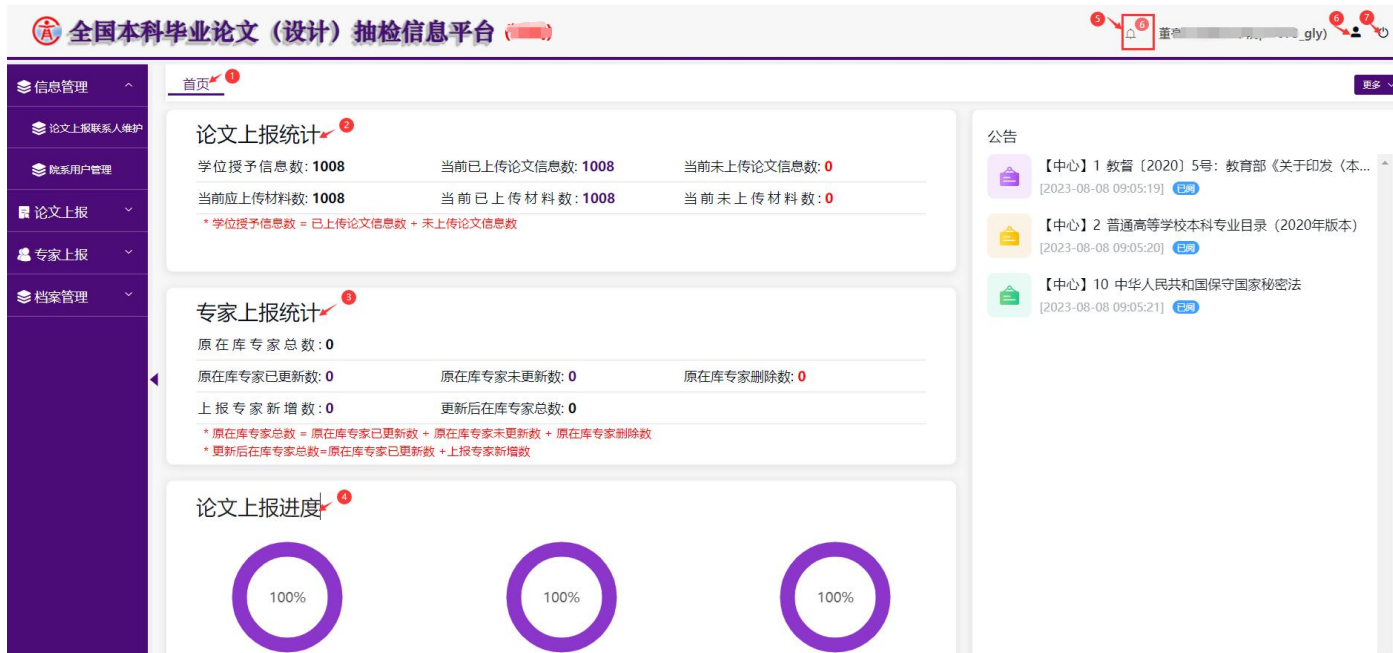 全国本科毕业论文（设计）抽检信息平台
5
6
董
_gly)
6
7
信息管理
论文上报联系人维护
院系用户管理
论文上报
专家上报
档案管理
首页
1
更多
论文上报统计
2
学位授予信息数: 1008 当前已上传论文信息数: 1008 当前未上传论文信息数: 0
当前应上传材料数: 1008 当前已上传材料数: 1008 当前未上传材料数: 0
* 学位授予信息数 = 已上传论文信息数 + 未上传论文信息数
专家上报统计
3
原在库专家总数: 0
原在库专家已更新数: 0 原在库专家未更新数: 0 原在库专家删除数: 0
上报专家新增数: 0 更新后在库专家总数: 0
* 原在库专家总数 = 原在库专家已更新数 + 原在库专家未更新数 + 原在库专家删除数
* 更新后在库专家总数=原在库专家已更新数 +上报专家新增数
论文上报进度
4
100% 100% 100%
公告
【中心】1 教督〔2020〕5号：教育部《关于印发〈本...
[2023-08-08 09:05:19] 已阅
【中心】2 普通高等学校本科专业目录（2020年版本）
[2023-08-08 09:05:20] 已阅
【中心】10 中华人民共和国保守国家秘密法
[2023-08-08 09:05:21] 已阅